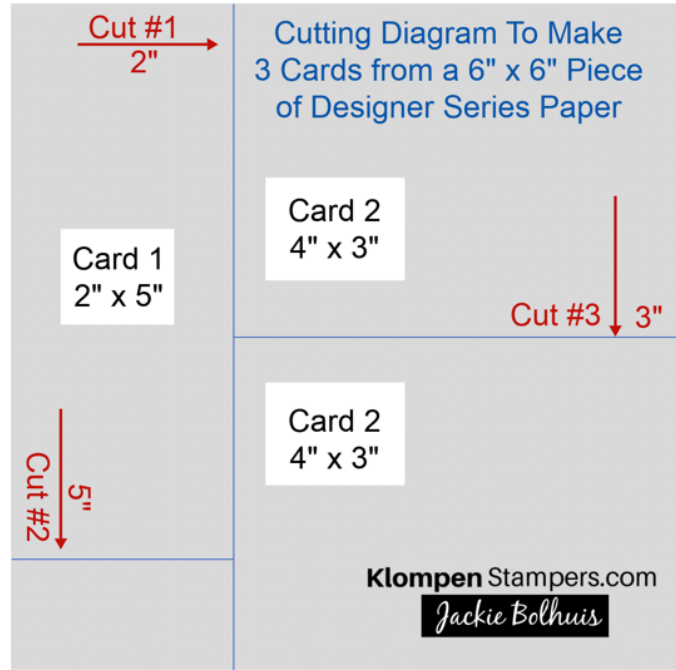 Cut #1
2"
Cutting Diagram To Make
3 Cards from a 6" x 6" Piece
of Designer Series Paper
Card 1
2" x 5"
Card 2
4" x 3"
Cut #3 3"
Card 2
4" x 3"
Cut #2
5"
Klompen Stampers.com
Jackie Bolhuis